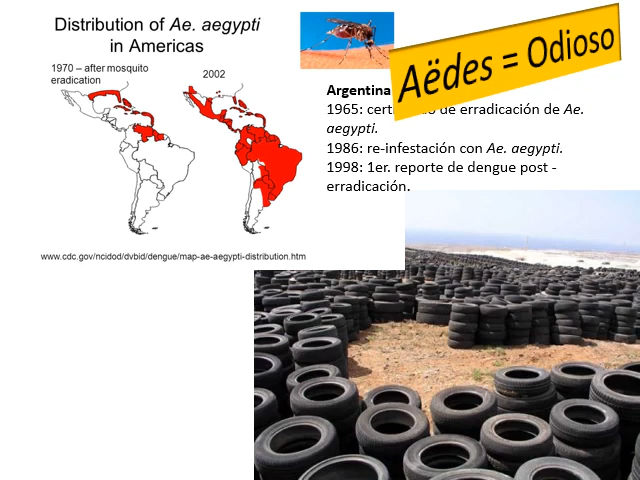 Distribution of Ae. aegypti
in Americas
1970 – after mosquito
eradication
2002
www.cdc.gov/ncidod/dvbid/dengue/map-ae-aegypti-distribution.htm
Aëdes = Odioso
Argentina
1965: de erradicación de Ae.
aegypti.
1986: re-infestación con Ae. aegypti.
1998: 1er. reporte de dengue post -
erradicación.